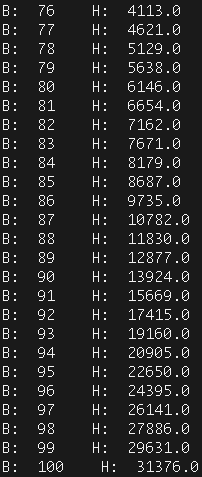 B:  76    H:  4113.0
B:  77    H:  4621.0
B:  78    H:  5129.0
B:  79    H:  5638.0
B:  80    H:  6146.0
B:  81    H:  6654.0
B:  82    H:  7162.0
B:  83    H:  7671.0
B:  84    H:  8179.0
B:  85    H:  8687.0
B:  86    H:  9735.0
B:  87    H:  10782.0
B:  88    H:  11830.0
B:  89    H:  12877.0
B:  90    H:  13924.0
B:  91    H:  15669.0
B:  92    H:  17415.0
B:  93    H:  19160.0
B:  94    H:  20905.0
B:  95    H:  22650.0
B:  96    H:  24395.0
B:  97    H:  26141.0
B:  98    H:  27886.0
B:  99    H:  29631.0
B:  100    H:  31376.0